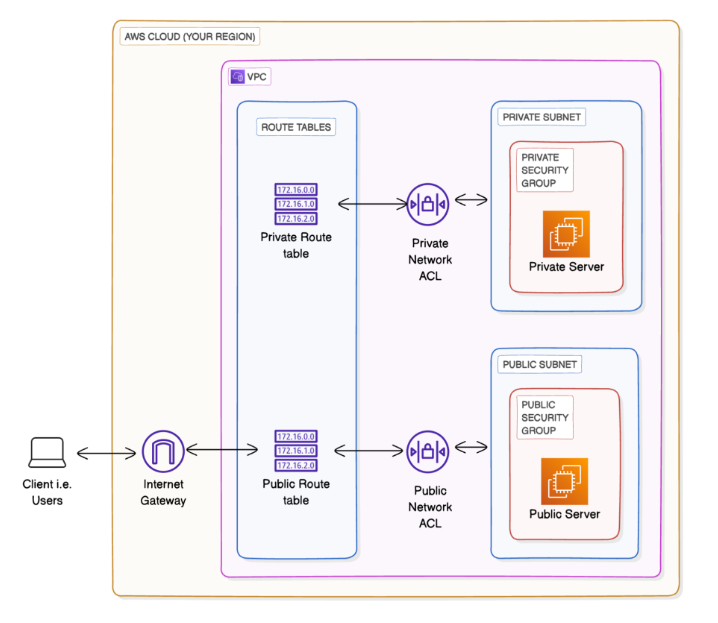 AWS CLOUD (YOUR REGION)
VPC
ROUTE TABLES
172.16.0.0
172.16.1.0
172.16.2.0
Private Route
table
Private
Network
ACL
PRIVATE SUBNET
PRIVATE
SECURITY
GROUP
Private Server
Client i.e.
Users
Internet
Gateway
172.16.0.0
172.16.1.0
172.16.2.0
Public Route
table
Public
Network
ACL
PUBLIC SUBNET
PUBLIC
SECURITY
GROUP
Public Server